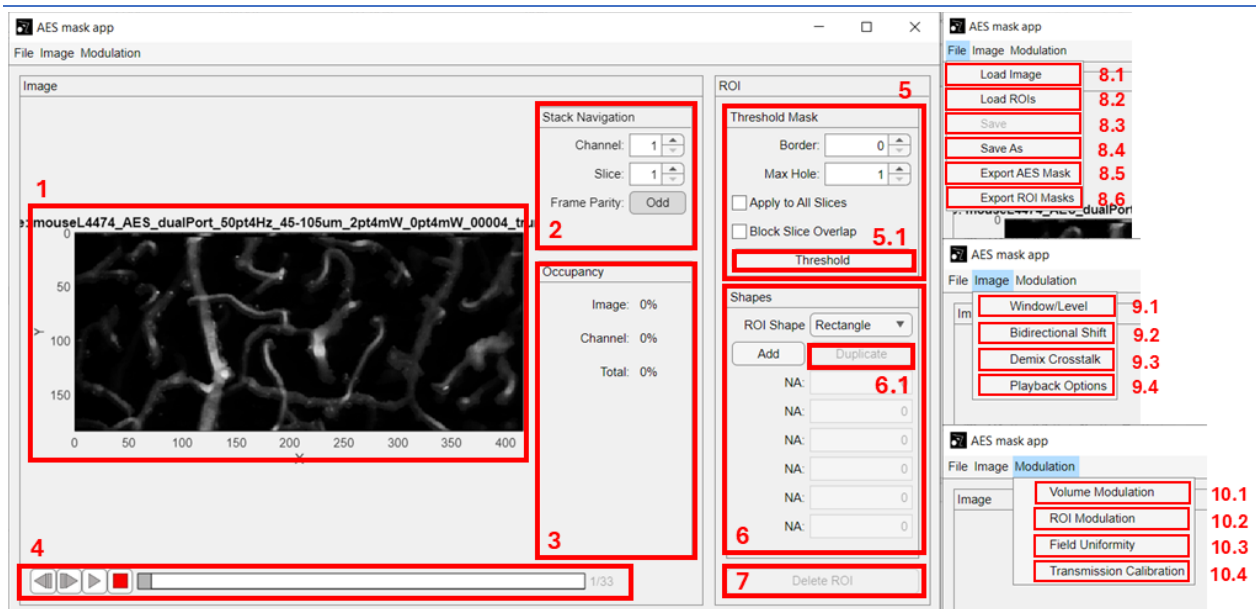 AES mask app
File Image Modulation
Image
1
e: mouseL4474_AES_dualPort_50pt4Hz_45-105um_2pt4mW_0pt4mW_00004_tru
0
50
100
150
Y
0 50 100 150 200 250 300 350 400
X
Stack Navigation
Channel: 1
Slice: 1
Frame Parity: Odd
2
Occupancy
Image: 0%
Channel: 0%
Total: 0%
3
4
1/33
ROI
5
Threshold Mask
Border: 0
Max Hole: 1
Apply to All Slices
Block Slice Overlap
5.1
Threshold
Shapes
ROI Shape Rectangle
Add Duplicate
6.1
NA:
NA: 0
NA: 0
NA: 0
NA: 0
NA: 0
6
7
Delete ROI
AES mask app
File Image Modulation
Load Image 8.1
Load ROIs 8.2
Save 8.3
Save As 8.4
Export AES Mask 8.5
Export ROI Masks 8.6
e: mouseL4474_AES_dualPort
0
AES mask app
File Image Modulation
Im
Window/Level 9.1
Bidirectional Shift 9.2
Demix Crosstalk 9.3
Playback Options 9.4
AES mask app
File Image Modulation
Image
Volume Modulation 10.1
ROI Modulation 10.2
Field Uniformity 10.3
Transmission Calibration 10.4